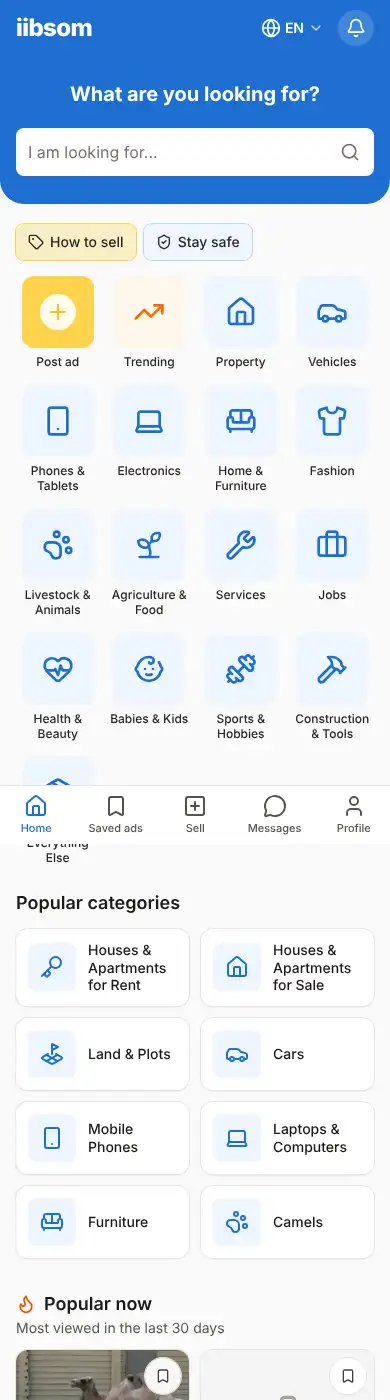 iibsom
EN
What are you looking for?
I am looking for...
How to sell
Stay safe
Post ad
Trending
Property
Vehicles
Phones &
Tablets
Electronics
Home &
Furniture
Fashion
Livestock &
Animals
Agriculture &
Food
Services
Jobs
Health &
Beauty
Babies & Kids
Sports &
Hobbies
Construction
& Tools
Home
Saved ads
Sell
Messages
Profile
Everything
Else
Popular categories
Houses &
Apartments
for Rent
Houses &
Apartments
for Sale
Land & Plots
Cars
Mobile
Phones
Laptops &
Computers
Furniture
Camels
Popular now
Most viewed in the last 30 days